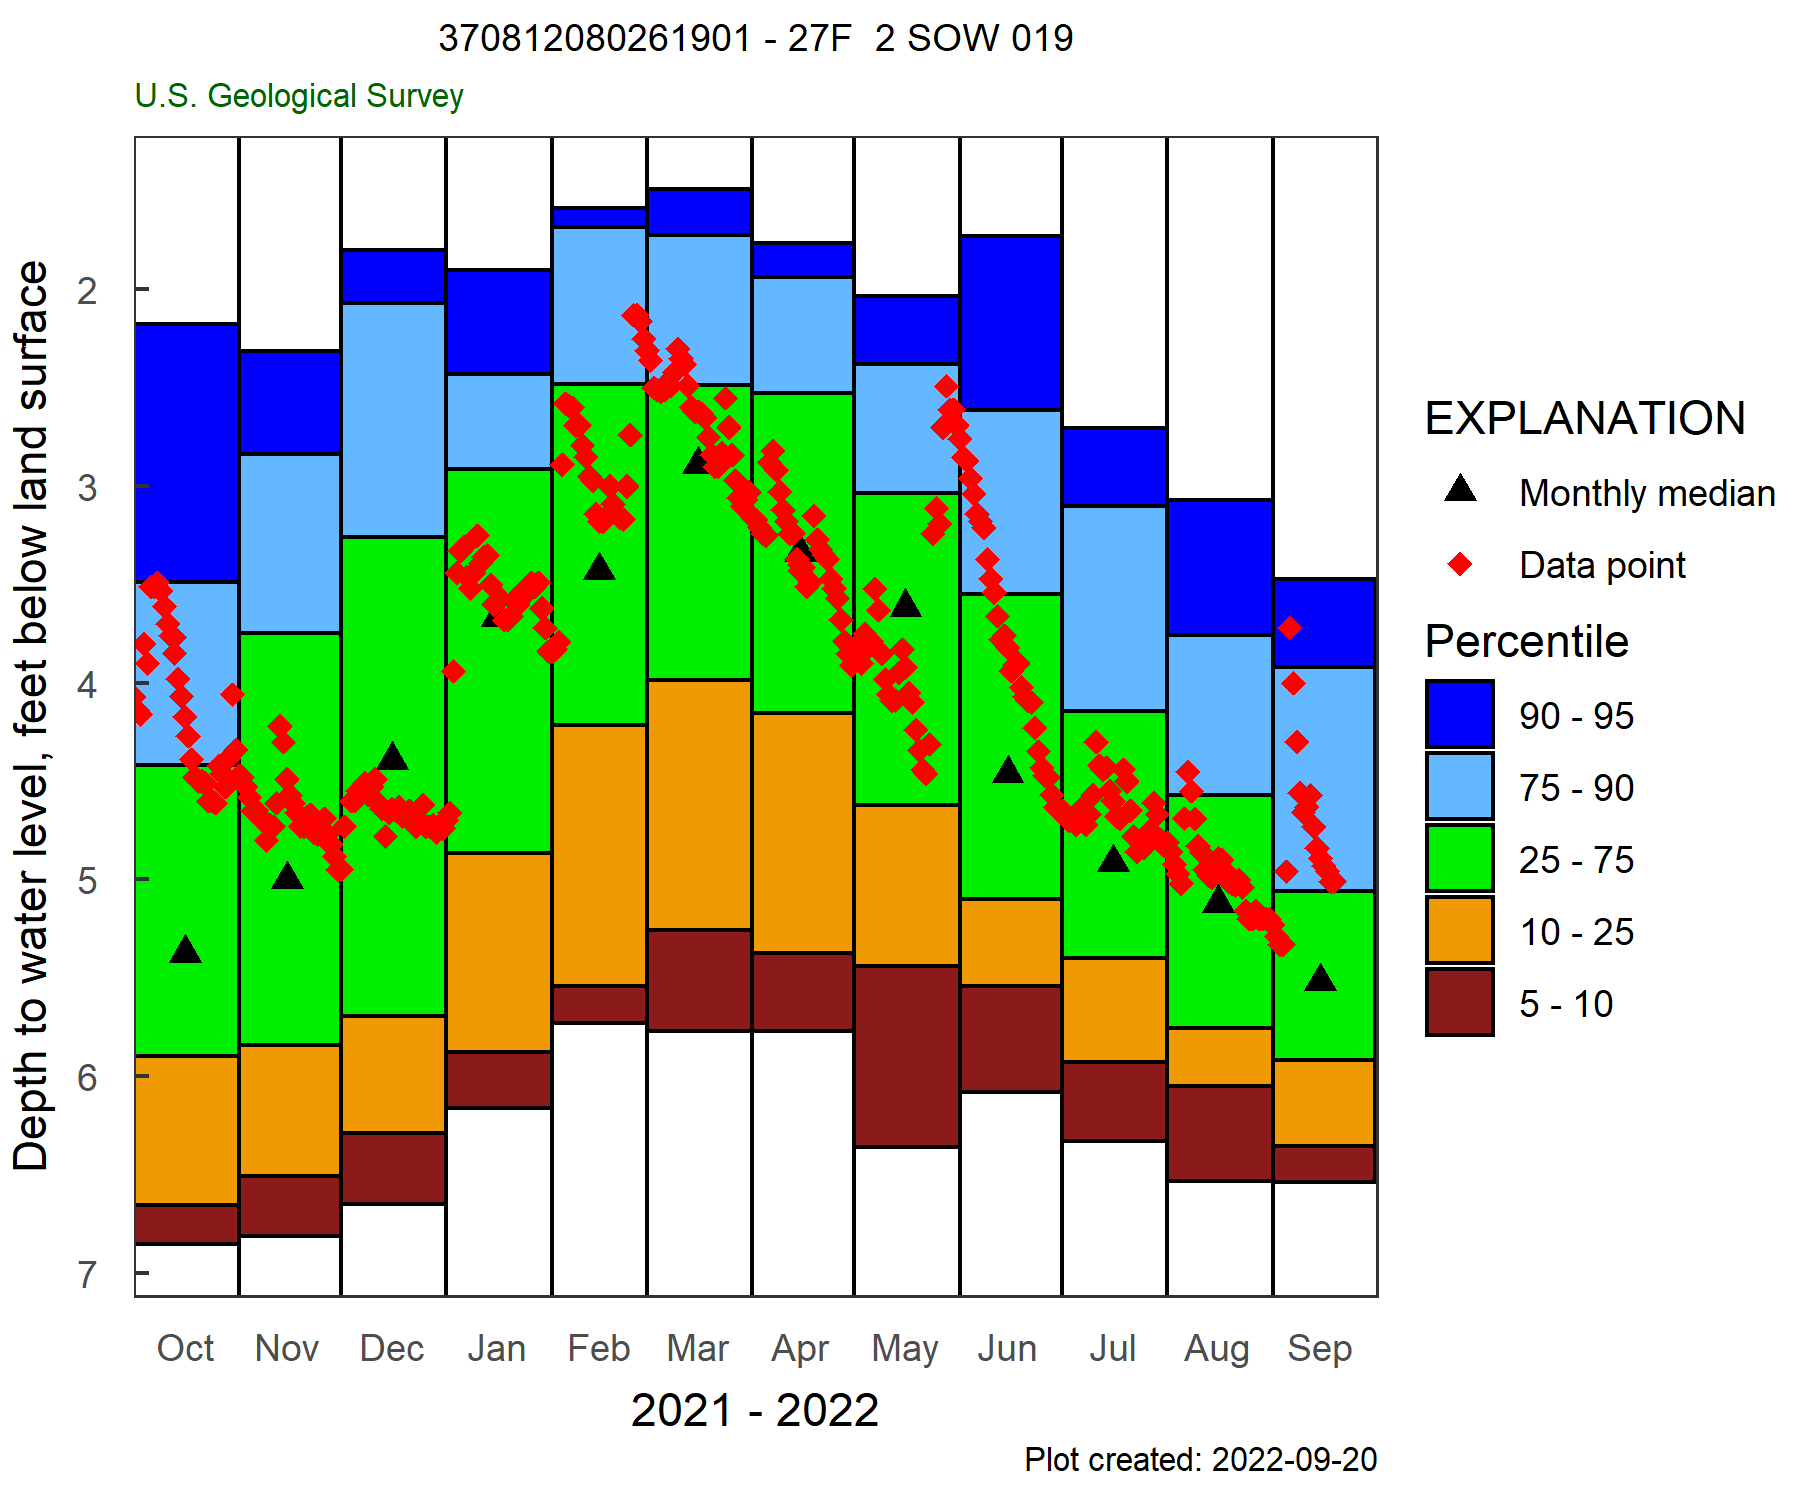 370812080261901 - 27F  2 SOW 019
U.S. Geological Survey
Depth to water level, feet below land surface
2
3
4
5
6
7
Oct Nov Dec Jan Feb Mar Apr May Jun Jul Aug Sep
2021 - 2022
Plot created: 2022-09-20
EXPLANATION
Monthly median
Data point
Percentile
90 - 95
75 - 90
25 - 75
10 - 25
5 - 10